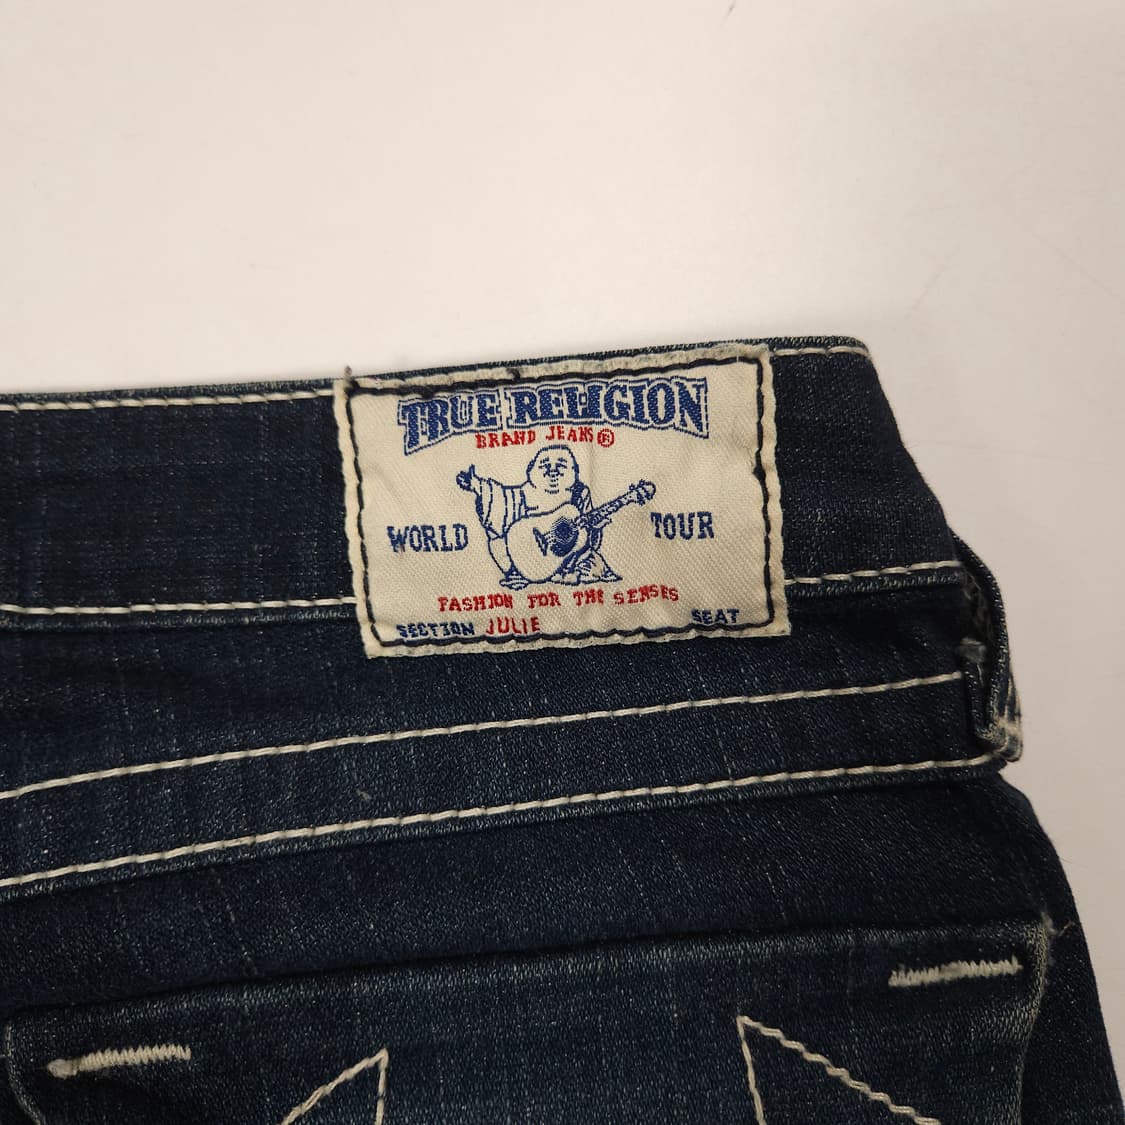 TRUE RELIGION
BRAND JEANS®
WORLD TOUR
FASHION FOR THE SENSES
SECTION JULIE SEAT